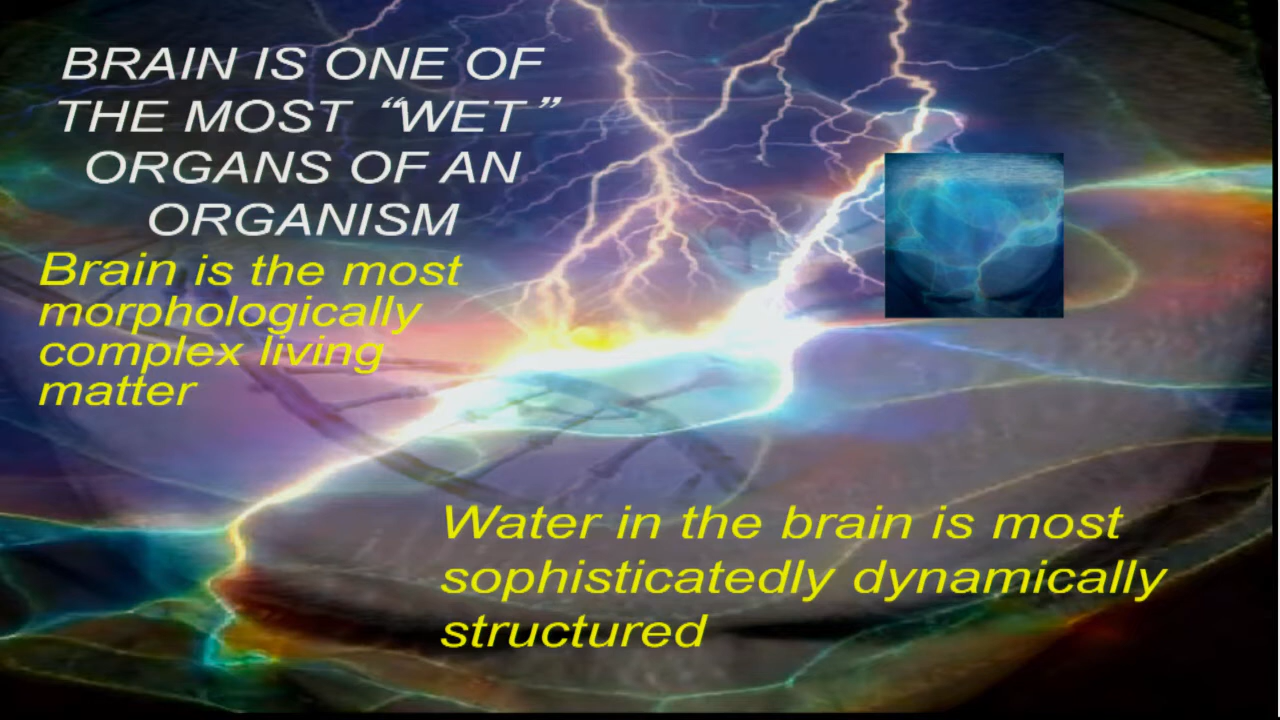 BRAIN IS ONE OF
THE MOST “WET”
ORGANS OF AN
ORGANISM
Brain is the most
morphologically
complex living
matter
Water in the brain is most
sophisticatedly dynamically
structured